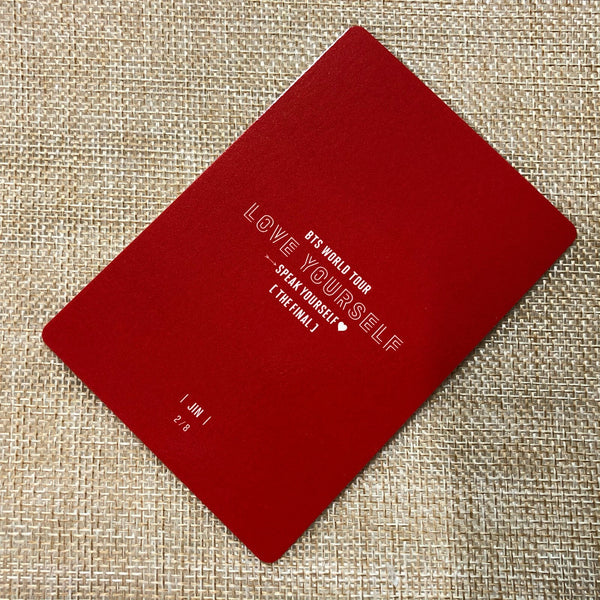 BTS WORLD TOUR
LOVE YOURSELF
SPEAK YOURSELF♥
[THE FINAL]
| JIN |
2/8